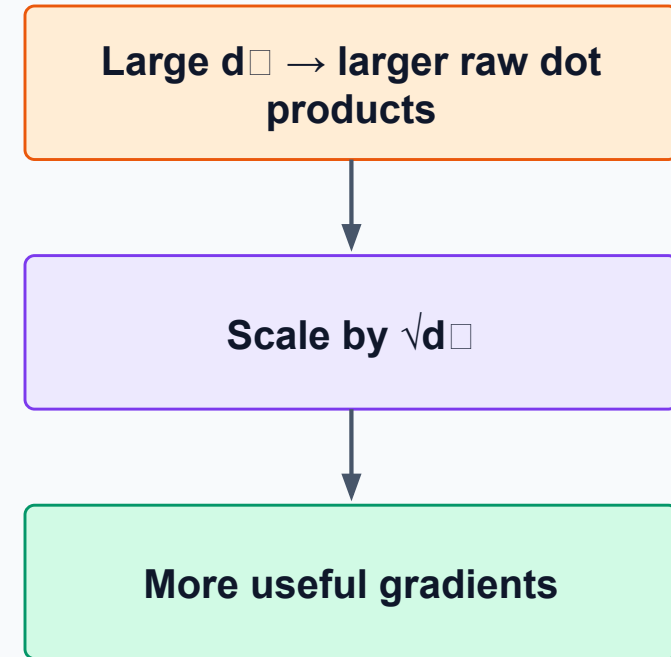 Large d□ → larger raw dot
products
Scale by √d□
More useful gradients